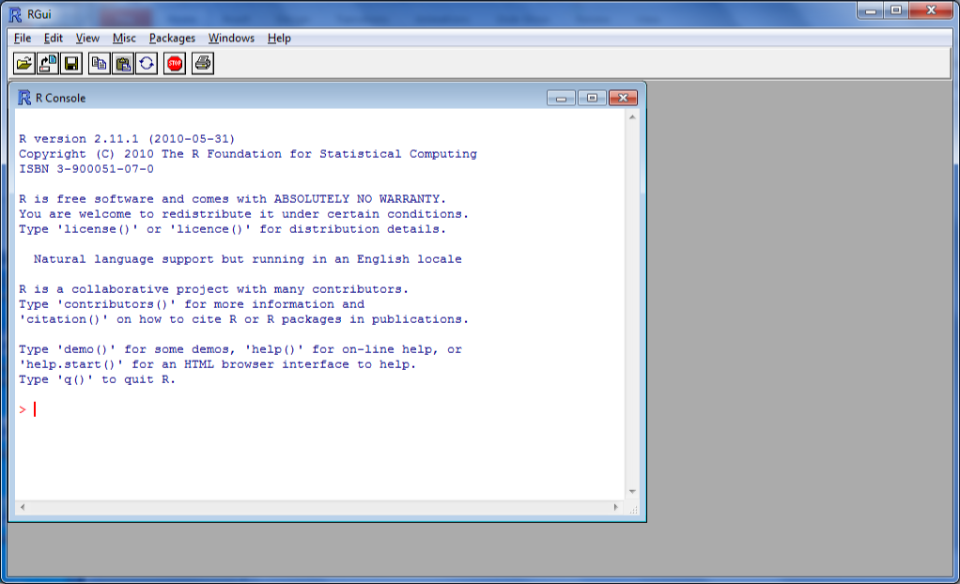 RGui
File Edit View Misc Packages Windows Help
STOP
R Console
R version 2.11.1 (2010-05-31)
Copyright (C) 2010 The R Foundation for Statistical Computing
ISBN 3-900051-07-0
R is free software and comes with ABSOLUTELY NO WARRANTY.
You are welcome to redistribute it under certain conditions.
Type 'license()' or 'licence()' for distribution details.
Natural language support but running in an English locale
R is a collaborative project with many contributors.
Type 'contributors()' for more information and
'citation()' on how to cite R or R packages in publications.
Type 'demo()' for some demos, 'help()' for on-line help, or
'help.start()' for an HTML browser interface to help.
Type 'q()' to quit R.
>